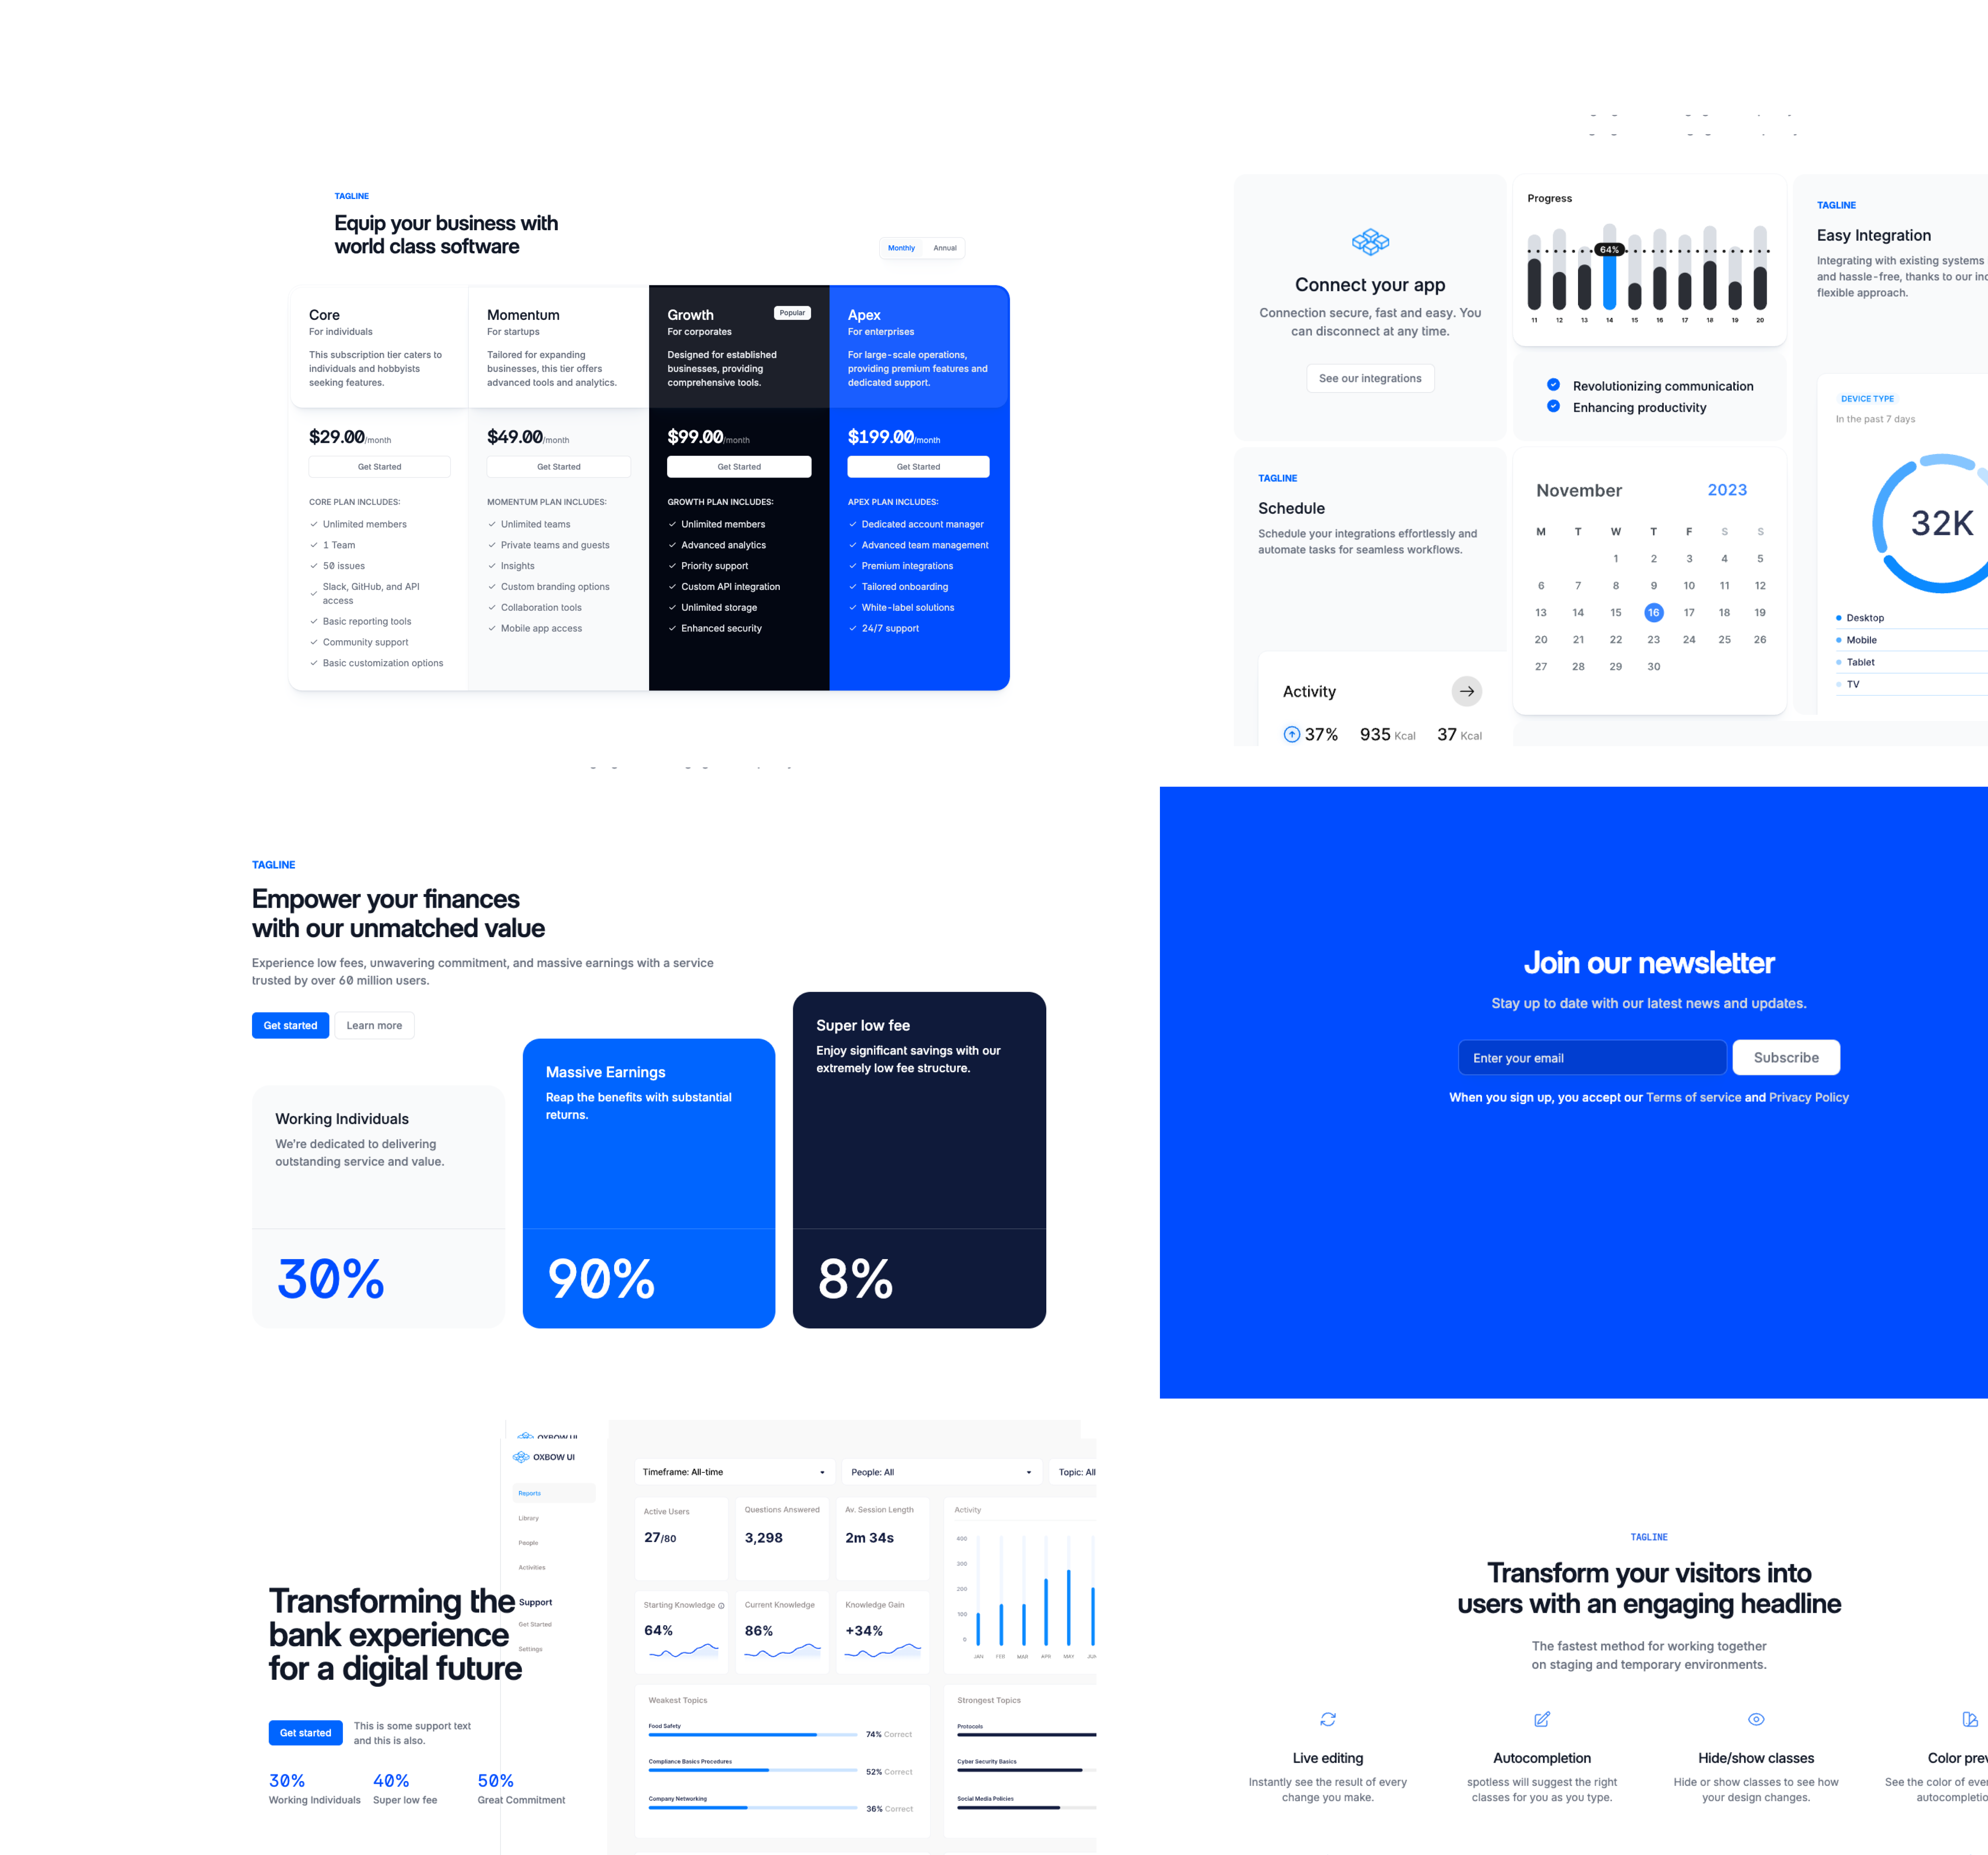 TAGLINE
Equip your business with
world class software
Monthly
Annual
Core
For individuals
This subscription tier caters to
individuals and hobbyists
seeking features.
$29.00/month
Get Started
CORE PLAN INCLUDES:
Unlimited members
1 Team
50 issues
Slack, GitHub, and API
access
Basic reporting tools
Community support
Basic customization options
Momentum
For startups
Tailored for expanding
businesses, this tier offers
advanced tools and analytics.
$49.00/month
Get Started
MOMENTUM PLAN INCLUDES:
Unlimited teams
Private teams and guests
Insights
Custom branding options
Collaboration tools
Mobile app access
Growth
Popular
For corporates
Designed for established
businesses, providing
comprehensive tools.
$99.00/month
Get Started
GROWTH PLAN INCLUDES:
Unlimited members
Advanced analytics
Priority support
Custom API integration
Unlimited storage
Enhanced security
Apex
For enterprises
For large-scale operations,
providing premium features and
dedicated support.
$199.00/month
Get Started
APEX PLAN INCLUDES:
Dedicated account manager
Advanced team management
Premium integrations
Tailored onboarding
White-label solutions
24/7 support
Connect your app
Connection secure, fast and easy. You
can disconnect at any time.
See our integrations
Progress
64%
11 12 13 14 15 16 17 18 19 20
Revolutionizing communication
Enhancing productivity
TAGLINE
Easy Integration
Integrating with existing systems
and hassle-free, thanks to our
flexible approach.
DEVICE TYPE
In the past 7 days
32K
Desktop
Mobile
Tablet
TV
TAGLINE
Schedule
Schedule your integrations effortlessly and
automate tasks for seamless workflows.
Activity
37% 935 Kcal 37 Kcal
November 2023
M T W T F S S
1 2 3 4 5
6 7 8 9 10 11 12
13 14 15 16 17 18 19
20 21 22 23 24 25 26
27 28 29 30
TAGLINE
Empower your finances
with our unmatched value
Experience low fees, unwavering commitment, and massive earnings with a service
trusted by over 60 million users.
Get started
Learn more
Working Individuals
We're dedicated to delivering
outstanding service and value.
30%
Massive Earnings
Reap the benefits with substantial
returns.
90%
Super low fee
Enjoy significant savings with our
extremely low fee structure.
8%
Join our newsletter
Stay up to date with our latest news and updates.
Enter your email
Subscribe
When you sign up, you accept our Terms of service and Privacy Policy
Transforming the
bank experience
for a digital future
Get started
This is some support text
and this is also.
30%
Working Individuals
40%
Super low fee
50%
Great Commitment
OXBOW UI
OXBOW UI
Reports
Library
People
Activities
Support
Get Started
Settings
Timeframe: All-time
People: All
Topic: All
Active Users
27/80
Questions Answered
3,298
Av. Session Length
2m 34s
Starting Knowledge
64%
Current Knowledge
86%
Knowledge Gain
+34%
Activity
400
300
200
100
0
JAN FEB MAR APR MAY JUN
Weakest Topics
Food Safety
74% Correct
Compliance Basics Procedures
52% Correct
Company Networking
36% Correct
Strongest Topics
Protocols
Cyber Security Basics
Social Media Policies
TAGLINE
Transform your visitors into
users with an engaging headline
The fastest method for working together
on staging and temporary environments.
Live editing
Instantly see the result of every
change you make.
Autocompletion
spotless will suggest the right
classes for you as you type.
Hide/show classes
Hide or show classes to see how
your design changes.
Color
See the color of